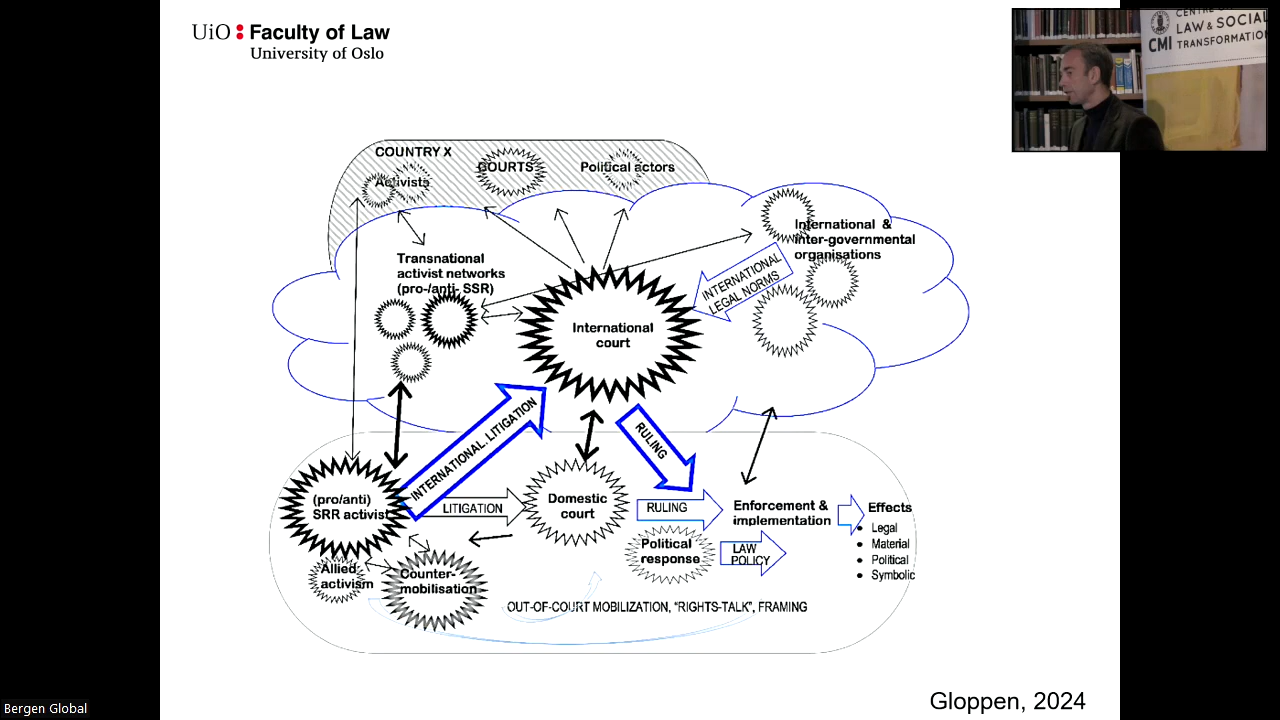 UiO Faculty of Law
University of Oslo
CENTRE ON
LAW & SOCIAL
CMI TRANSFORMATION
COUNTRY X
Activists
COURTS
Political actors
Transnational
activist networks
(pro-/anti- SSR)
International &
inter-governmental
organisations
INTERNATIONAL
LEGAL NORMS
International
court
INTERNATIONAL. LITIGATION
RULING
(pro/anti)
SRR activist
LITIGATION
Domestic
court
RULING
Enforcement &
implementation
Effects
• Legal
• Material
• Political
• Symbolic
Political
response
LAW
POLICY
Allied
activism
Counter-
mobilisation
OUT-OF-COURT MOBILIZATION, “RIGHTS-TALK”, FRAMING
Gloppen, 2024
Bergen Global